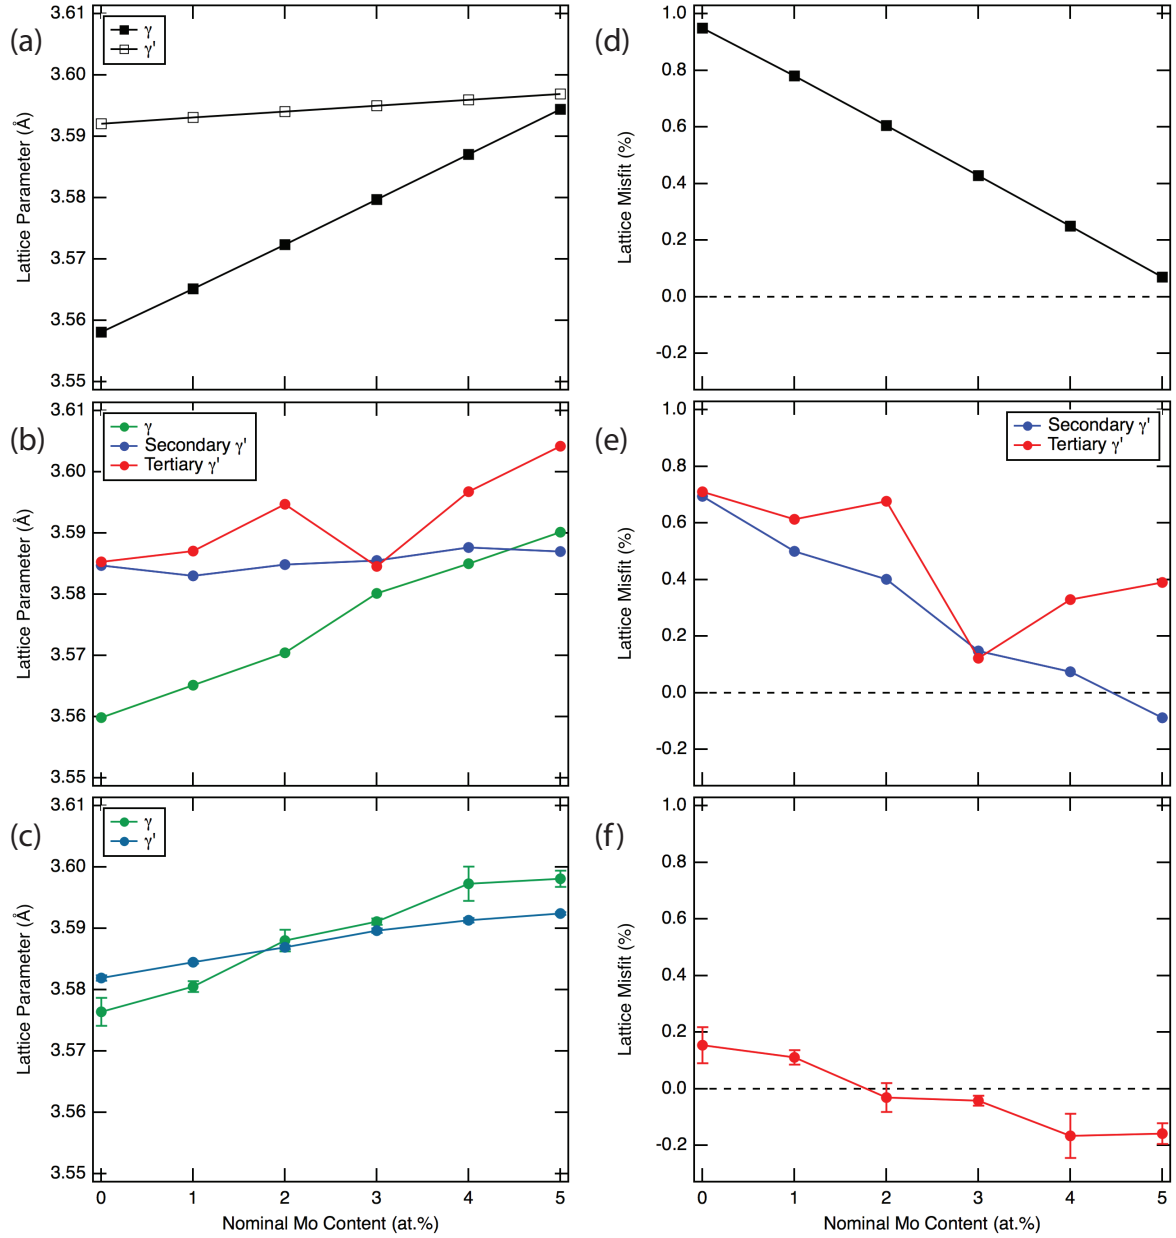 (a)
3.61
3.60
3.59
3.58
3.57
3.56
3.55
Lattice Parameter (Å)
γ
γ'
(d)
1.0
0.8
0.6
0.4
0.2
0.0
-0.2
Lattice Misfit (%)
(b)
3.61
3.60
3.59
3.58
3.57
3.56
3.55
Lattice Parameter (Å)
γ
Secondary γ'
Tertiary γ'
(e)
1.0
0.8
0.6
0.4
0.2
0.0
-0.2
Lattice Misfit (%)
Secondary γ'
Tertiary γ'
(c)
3.61
3.60
3.59
3.58
3.57
3.56
3.55
Lattice Parameter (Å)
γ
γ'
0 1 2 3 4 5
Nominal Mo Content (at.%)
(f)
1.0
0.8
0.6
0.4
0.2
0.0
-0.2
Lattice Misfit (%)
0 1 2 3 4 5
Nominal Mo Content (at.%)